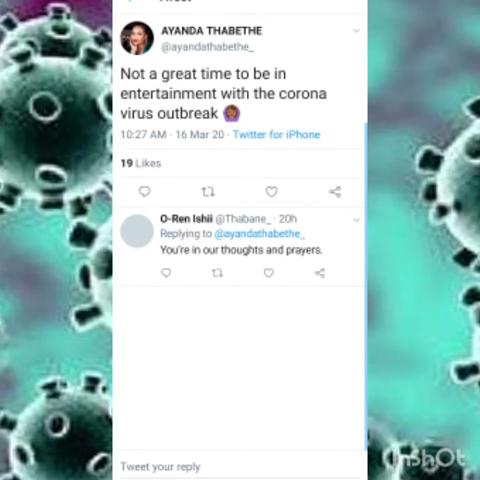 AYANDA THABETHE
@ayandathabethe_
Not a great time to be in
entertainment with the corona
virus outbreak 🙆🏾‍♀️
10:27 AM · 16 Mar 20 · Twitter for iPhone
19 Likes
O-Ren Ishii @Thabane_ · 20h
Replying to @ayandathabethe_
You're in our thoughts and prayers.
Tweet your reply
InShOt